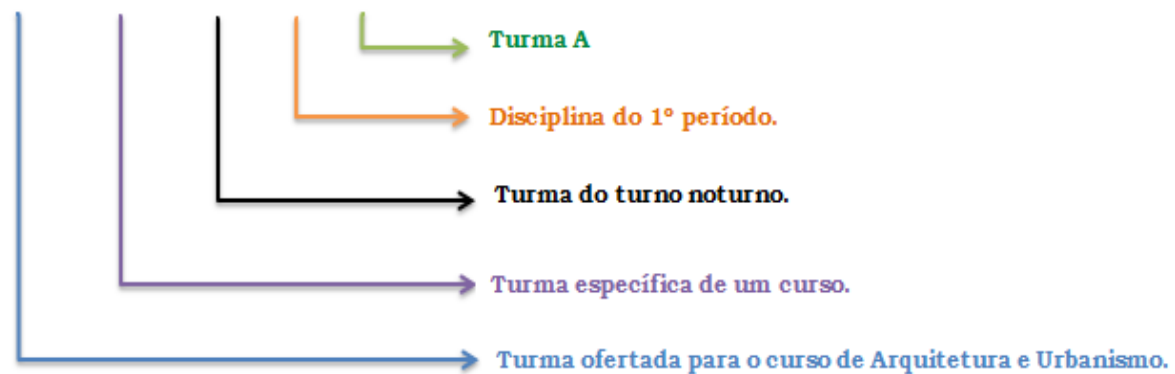 Turma A
Disciplina do 1° período.
Turma do turno noturno.
Turma específica de um curso.
Turma ofertada para o curso de Arquitetura e Urbanismo.